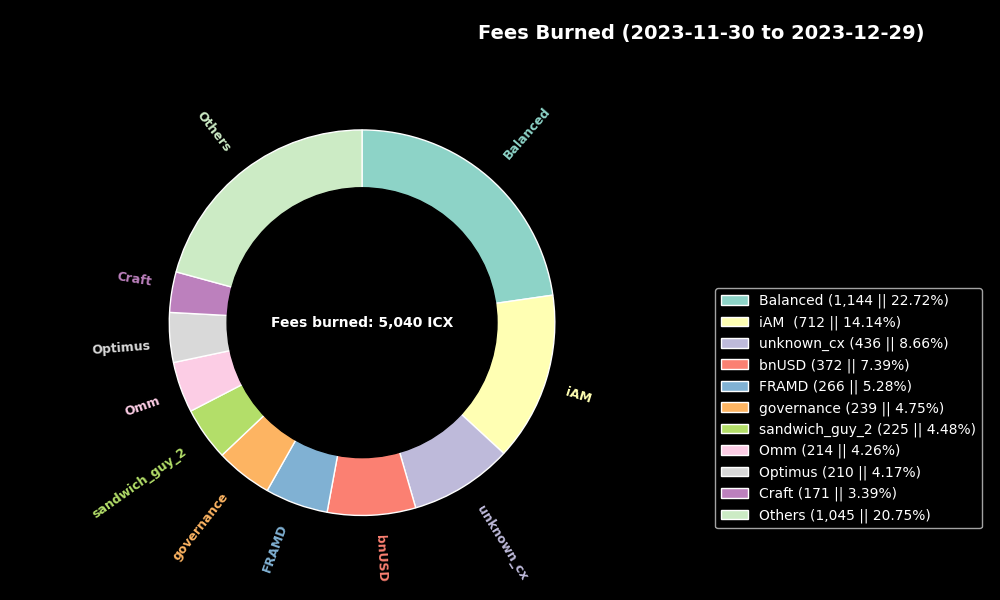 Fees Burned (2023-11-30 to 2023-12-29)
Others
Balanced
Craft
Optimus
Omm
sandwich_guy_2
governance
FRAMD
bnUSD
unknown_cx
iAM
Fees burned: 5,040 ICX
Balanced (1,144 || 22.72%)
iAM  (712 || 14.14%)
unknown_cx (436 || 8.66%)
bnUSD (372 || 7.39%)
FRAMD (266 || 5.28%)
governance (239 || 4.75%)
sandwich_guy_2 (225 || 4.48%)
Omm (214 || 4.26%)
Optimus (210 || 4.17%)
Craft (171 || 3.39%)
Others (1,045 || 20.75%)